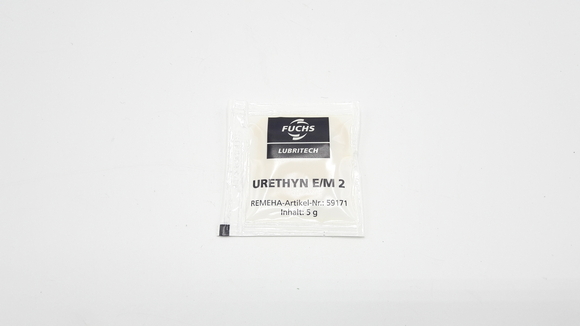 FUCHS
LUBRITECH
URETHYN E/M 2
REMEHA-Artikel-Nr.: 59171
Inhalt: 5 g